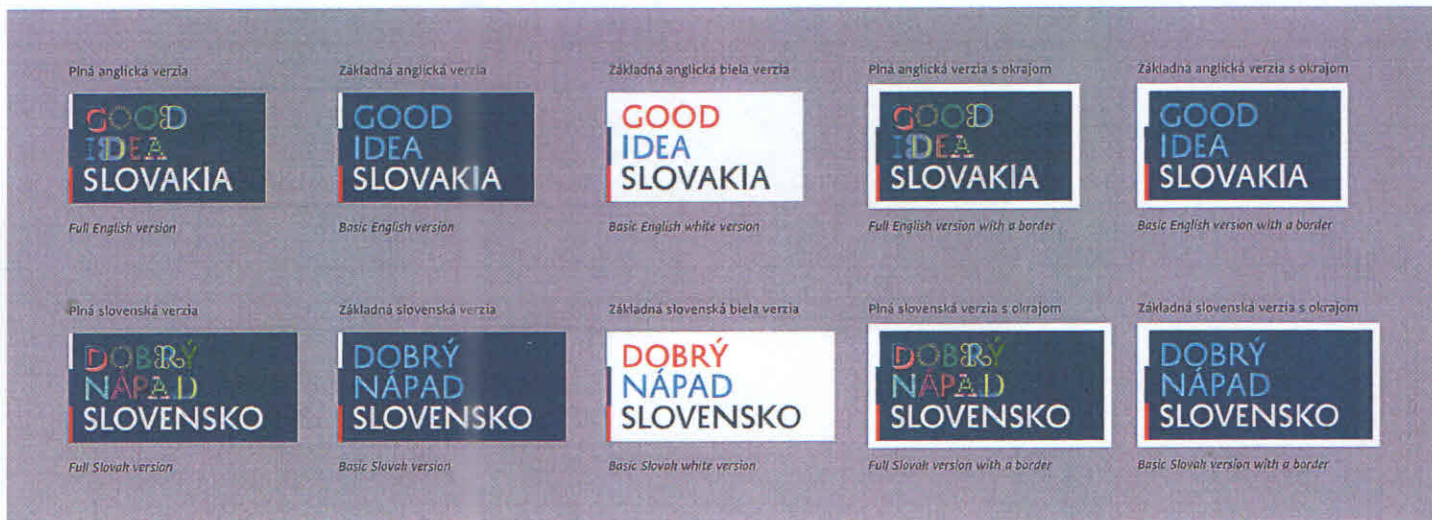 Plná anglická verzia
GOOD
IDEA
SLOVAKIA
Full English version
Základná anglická verzia
GOOD
IDEA
SLOVAKIA
Basic English version
Základná anglická biela verzia
GOOD
IDEA
SLOVAKIA
Basic English white version
Plná anglická verzia s okrajom
GOOD
IDEA
SLOVAKIA
Full English version with a border
Základná anglická verzia s okrajom
GOOD
IDEA
SLOVAKIA
Basic English version with a border
Plná slovenská verzia
DOBRÝ
NÁPAD
SLOVENSKO
Full Slovak version
Základná slovenská verzia
DOBRÝ
NÁPAD
SLOVENSKO
Basic Slovak version
Základná slovenská biela verzia
DOBRÝ
NÁPAD
SLOVENSKO
Basic Slovak white version
Plná slovenská verzia s okrajom
DOBRÝ
NÁPAD
SLOVENSKO
Full Slovak version with a border
Základná slovenská verzia s okrajom
DOBRÝ
NÁPAD
SLOVENSKO
Basic Slovak version with a border